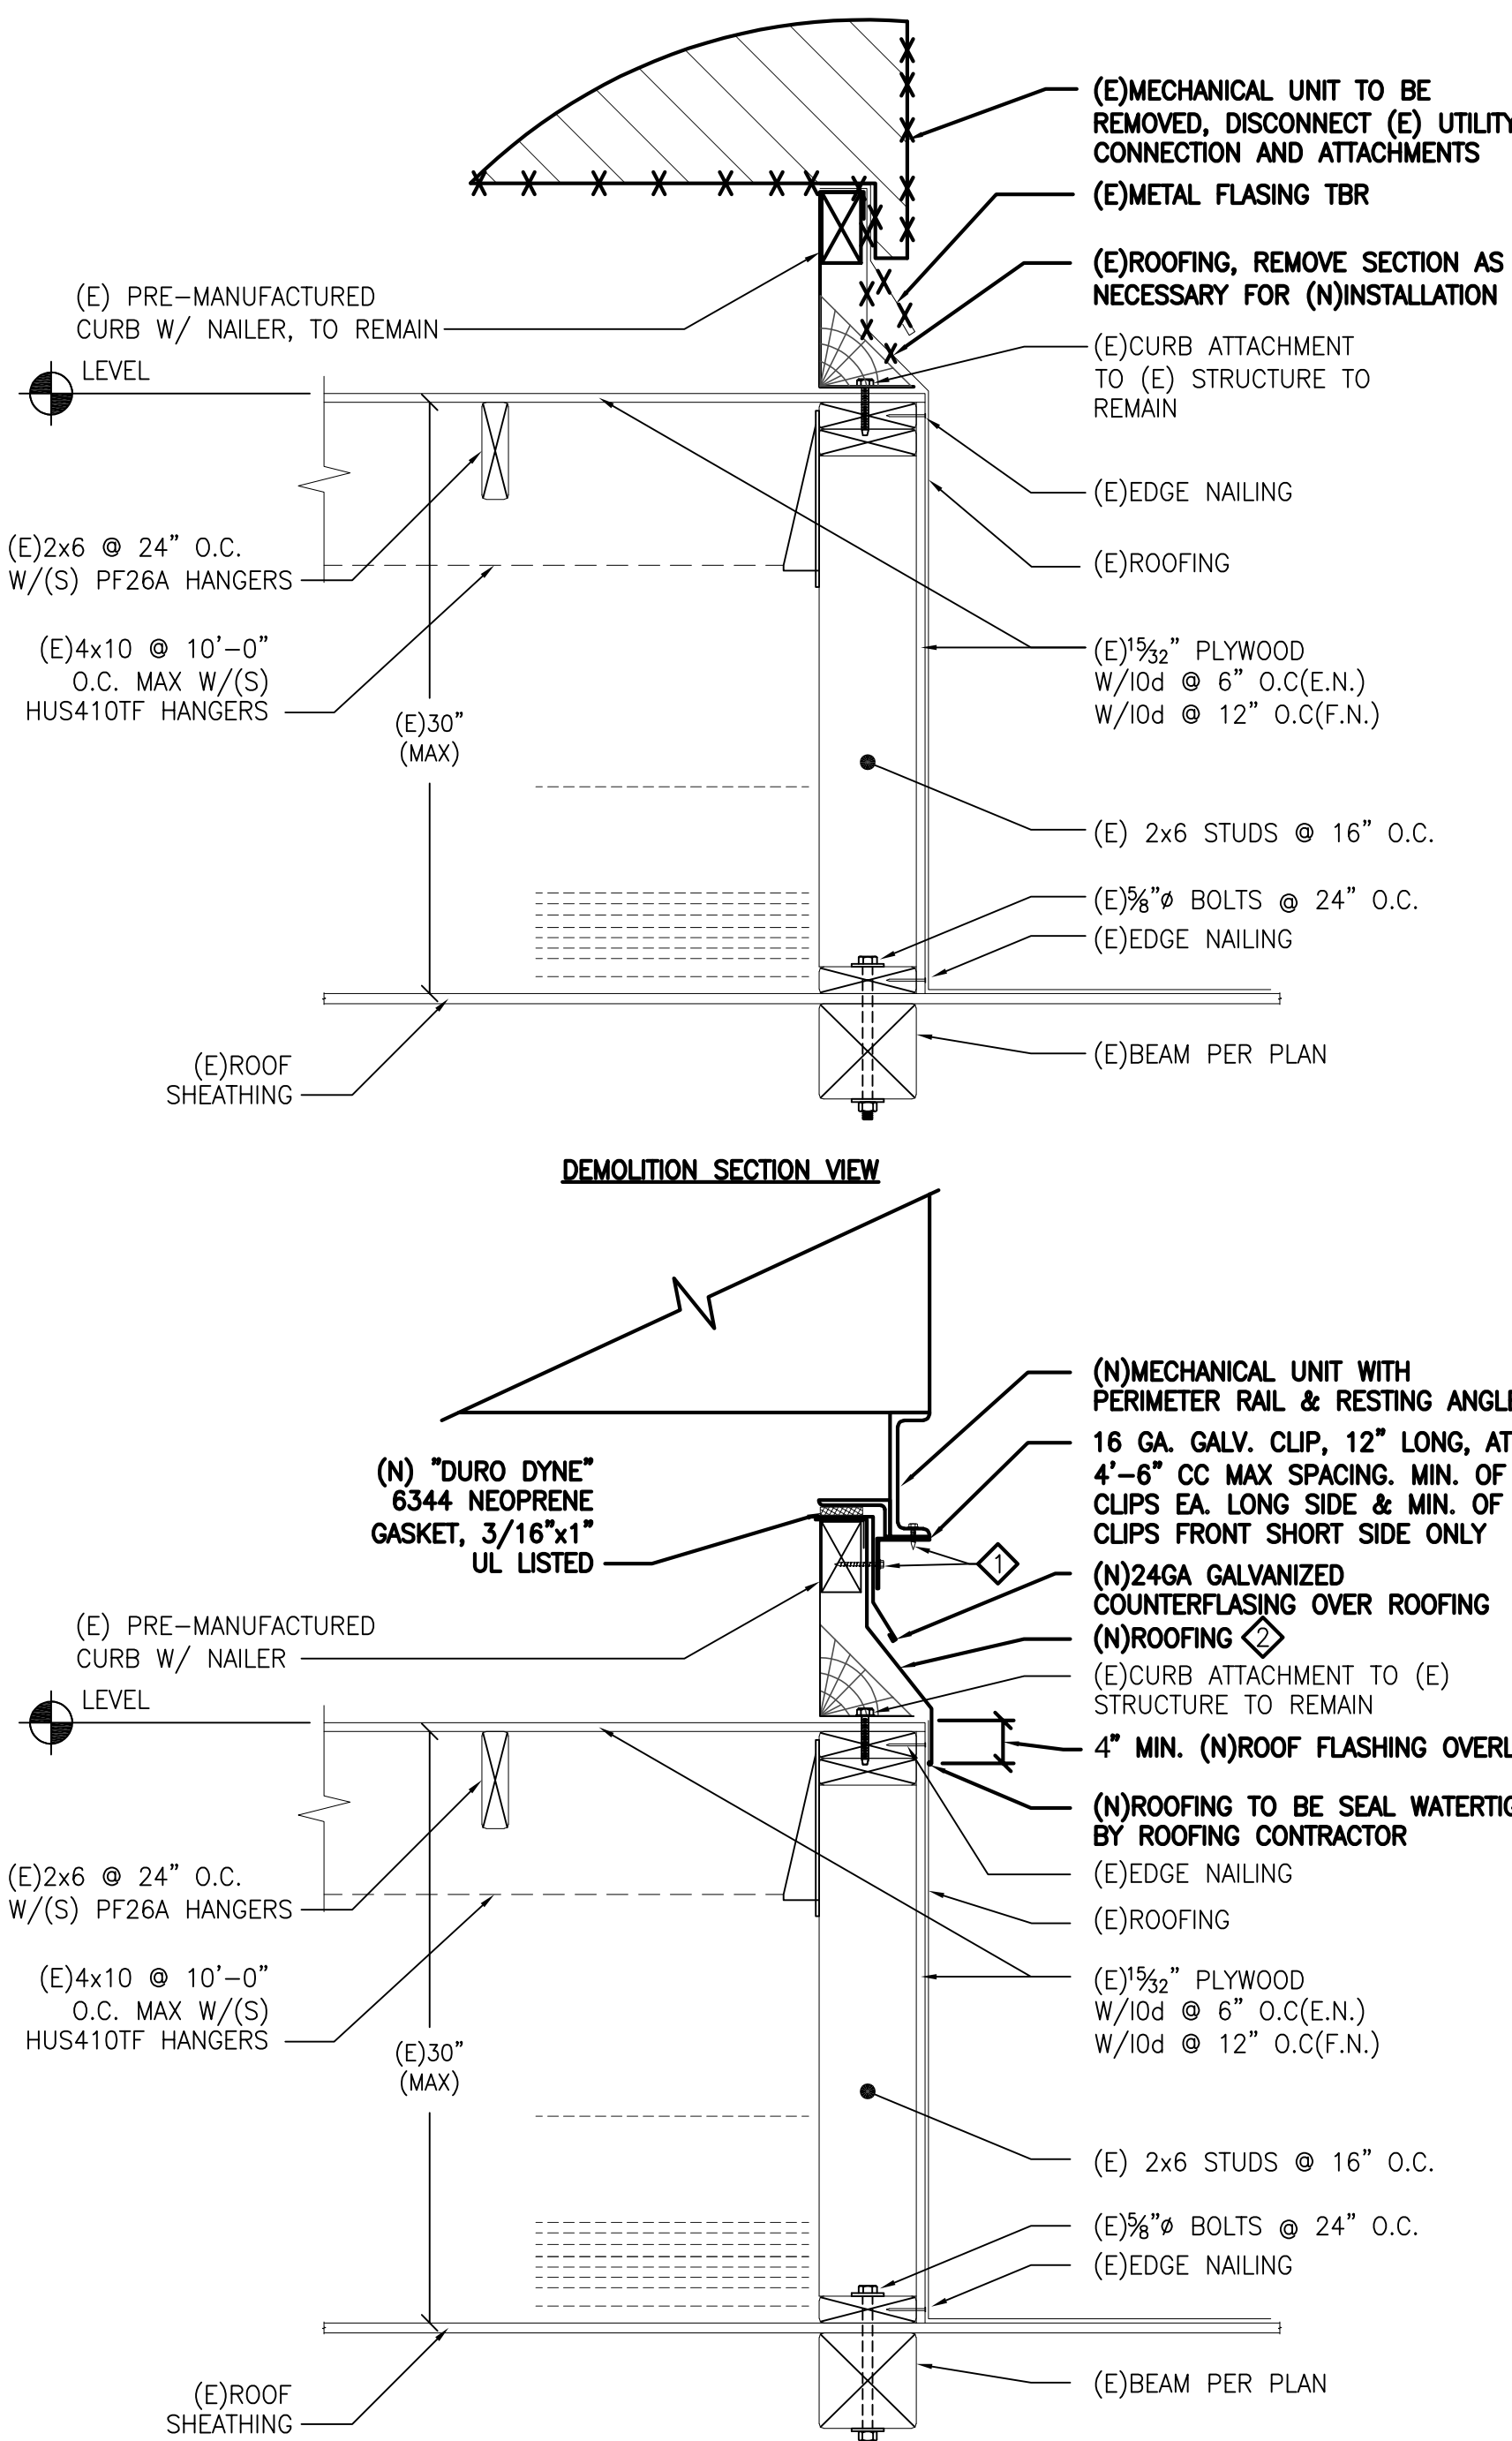 (E)MECHANICAL UNIT TO BE
REMOVED, DISCONNECT (E) UTILITY
CONNECTION AND ATTACHMENTS
(E)METAL FLASING TBR
(E)ROOFING, REMOVE SECTION AS
NECESSARY FOR (N)INSTALLATION
(E) PRE-MANUFACTURED
CURB W/ NAILER, TO REMAIN
(E)CURB ATTACHMENT
TO (E) STRUCTURE TO
REMAIN
LEVEL
(E)EDGE NAILING
(E)2x6 @ 24" O.C.
W/(S) PF26A HANGERS
(E)ROOFING
(E)4x10 @ 10'-0"
O.C. MAX W/(S)
HUS410TF HANGERS
(E)15/32" PLYWOOD
W/10d @ 6" O.C(E.N.)
W/10d @ 12" O.C(F.N.)
(E)30"
(MAX)
(E) 2x6 STUDS @ 16" O.C.
(E)5/8"ø BOLTS @ 24" O.C.
(E)EDGE NAILING
(E)ROOF
SHEATHING
(E)BEAM PER PLAN
DEMOLITION SECTION VIEW
(N)MECHANICAL UNIT WITH
PERIMETER RAIL & RESTING
16 GA. GALV. CLIP, 12" LONG, AT
4'-6" CC MAX SPACING. MIN. OF
CLIPS EA. LONG SIDE & MIN. OF
CLIPS FRONT SHORT SIDE ONLY
(N) "DURO DYNE"
6344 NEOPRENE
GASKET, 3/16"x1"
UL LISTED
1
(N)24GA GALVANIZED
COUNTERFLASING OVER ROOFING
(N)ROOFING 2
(E) PRE-MANUFACTURED
CURB W/ NAILER
(E)CURB ATTACHMENT TO (E)
STRUCTURE TO REMAIN
LEVEL
4" MIN. (N)ROOF FLASHING
(N)ROOFING TO BE SEAL
BY ROOFING CONTRACTOR
(E)EDGE NAILING
(E)2x6 @ 24" O.C.
W/(S) PF26A HANGERS
(E)ROOFING
(E)4x10 @ 10'-0"
O.C. MAX W/(S)
HUS410TF HANGERS
(E)15/32" PLYWOOD
W/10d @ 6" O.C(E.N.)
W/10d @ 12" O.C(F.N.)
(E)30"
(MAX)
(E) 2x6 STUDS @ 16" O.C.
(E)5/8"ø BOLTS @ 24" O.C.
(E)EDGE NAILING
(E)ROOF
SHEATHING
(E)BEAM PER PLAN